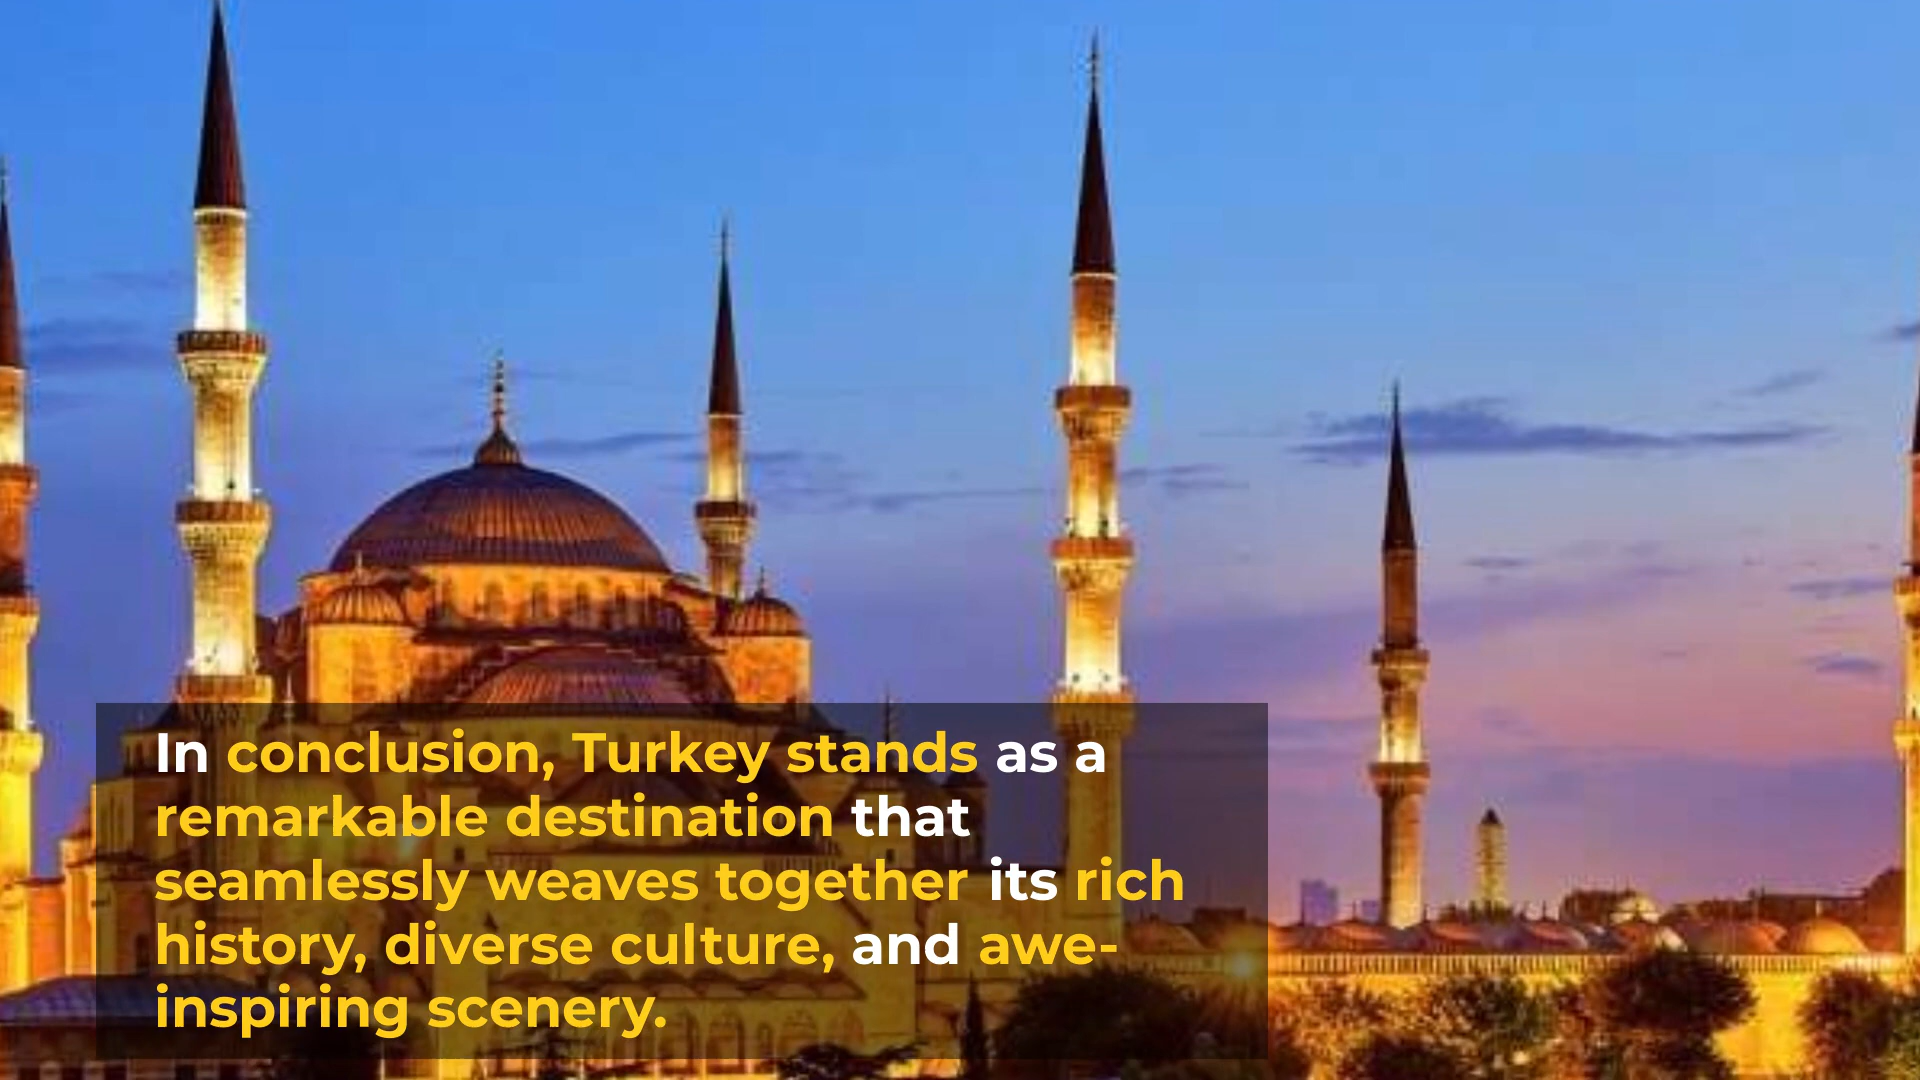 In conclusion, Turkey stands as a
remarkable destination that
seamlessly weaves together its rich
history, diverse culture, and awe-
inspiring scenery.